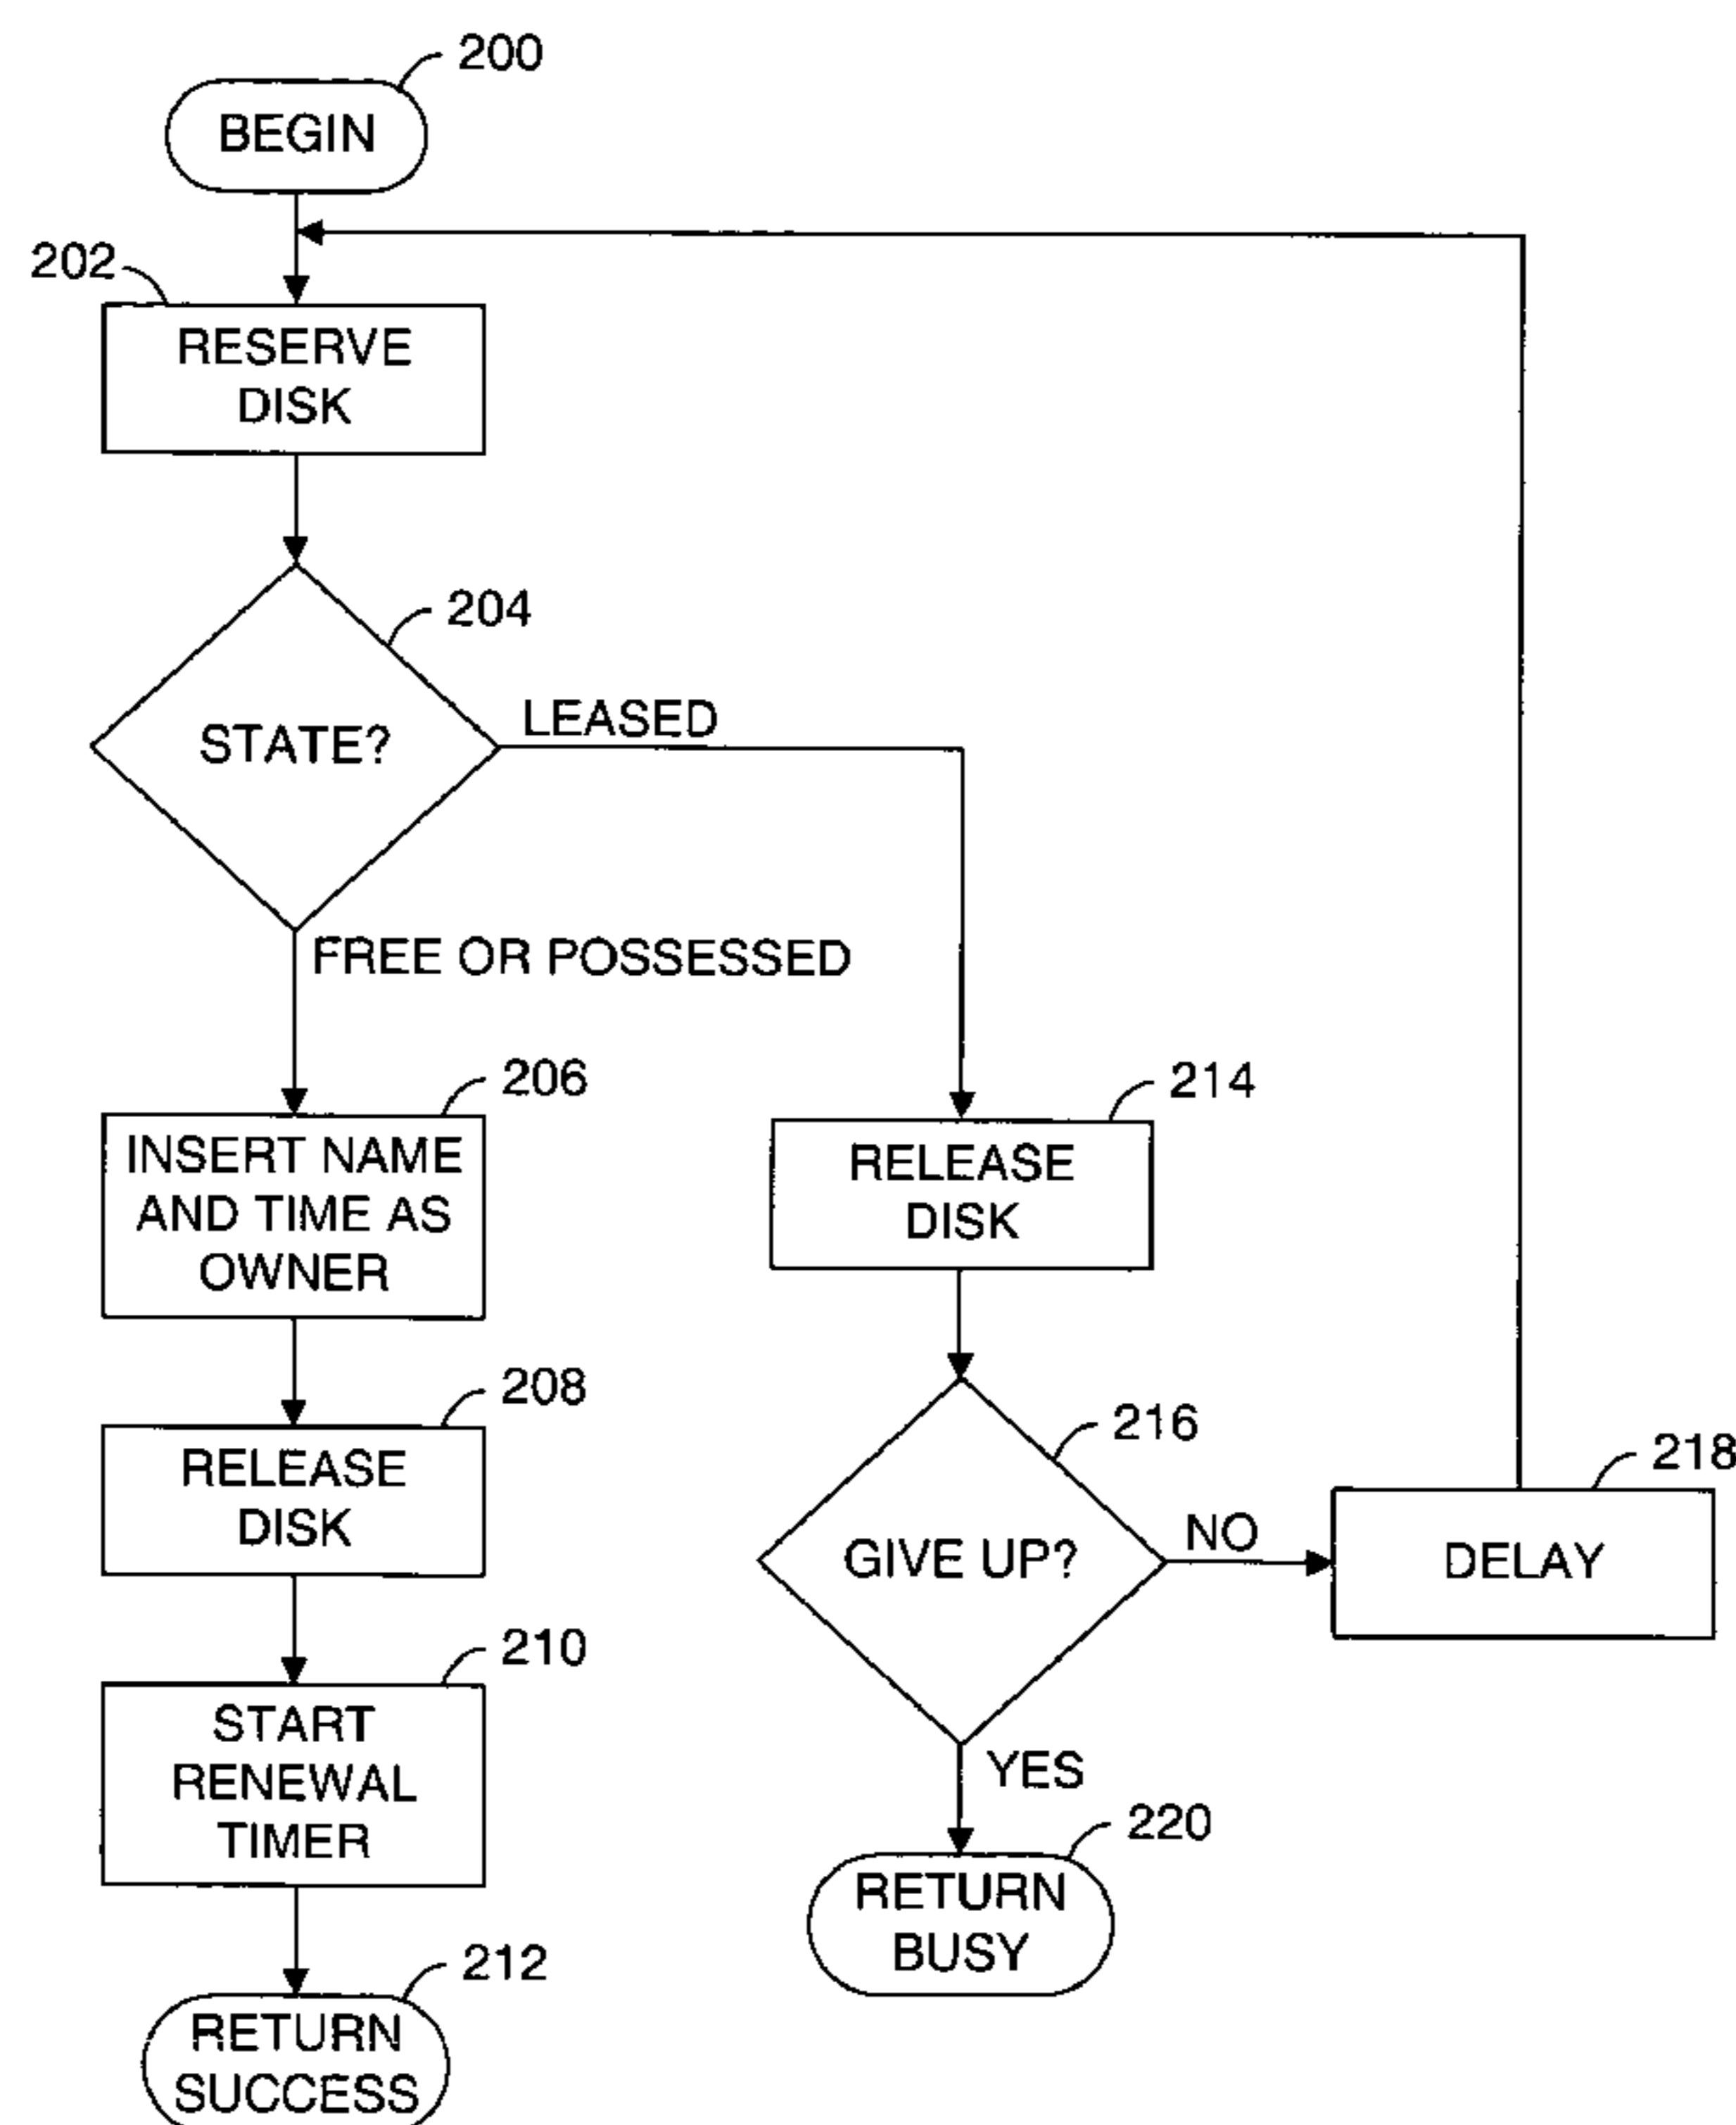 200
BEGIN
202
RESERVE
DISK
204
STATE?
LEASED
FREE OR POSSESSED
206
INSERT NAME
AND TIME AS
OWNER
208
RELEASE
DISK
210
START
RENEWAL
TIMER
212
RETURN
SUCCESS
214
RELEASE
DISK
216
GIVE UP?
NO
218
DELAY
YES
220
RETURN
BUSY